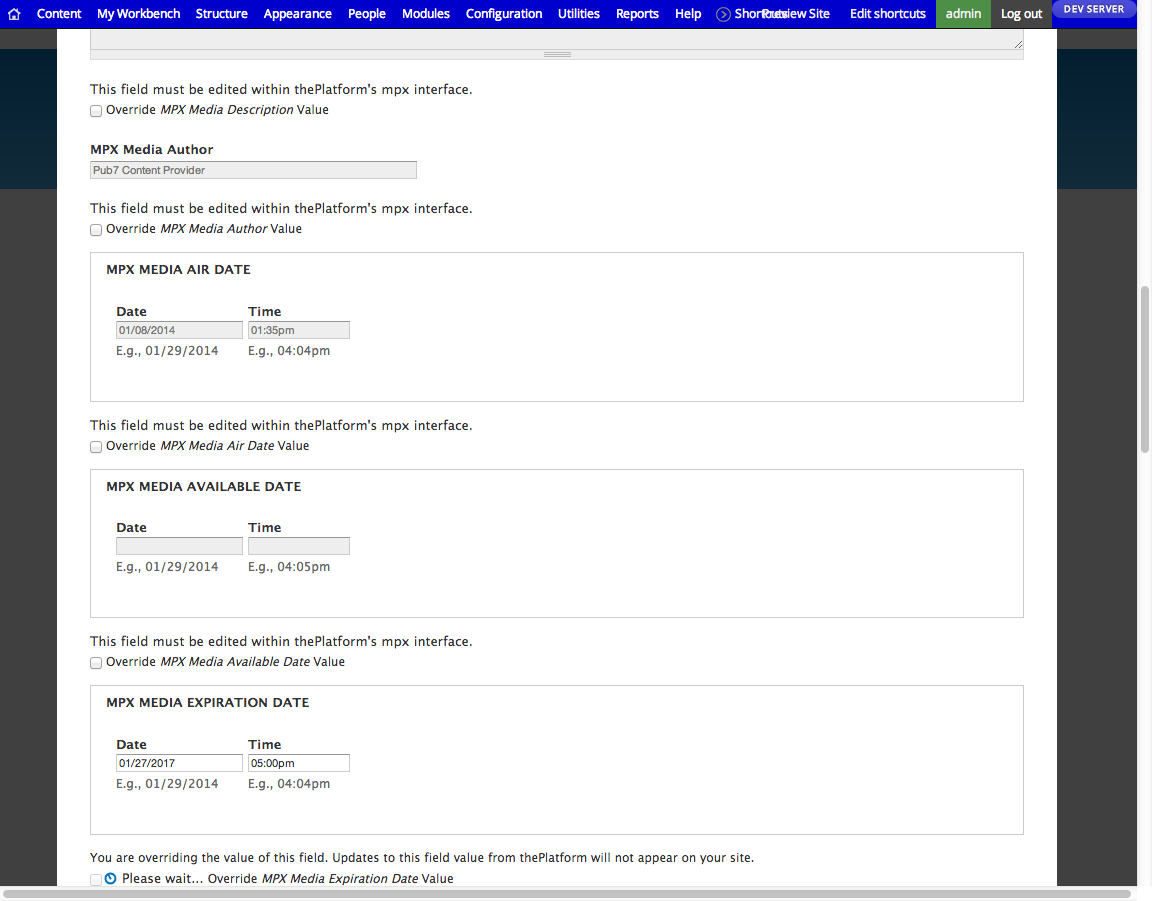 Content My Workbench Structure Appearance People Modules Configuration Utilities Reports Help Shortcuts Preview Site Edit shortcuts admin Log out DEV SERVER
This field must be edited within thePlatform's mpx interface.
Override MPX Media Description Value
MPX Media Author
Pub7 Content Provider
This field must be edited within thePlatform's mpx interface.
Override MPX Media Author Value
MPX MEDIA AIR DATE
Date Time
01/08/2014 01:35pm
E.g., 01/29/2014 E.g., 04:04pm
This field must be edited within thePlatform's mpx interface.
Override MPX Media Air Date Value
MPX MEDIA AVAILABLE DATE
Date Time
E.g., 01/29/2014 E.g., 04:05pm
This field must be edited within thePlatform's mpx interface.
Override MPX Media Available Date Value
MPX MEDIA EXPIRATION DATE
Date Time
01/27/2017 05:00pm
E.g., 01/29/2014 E.g., 04:04pm
You are overriding the value of this field. Updates to this field value from thePlatform will not appear on your site.
Please wait... Override MPX Media Expiration Date Value